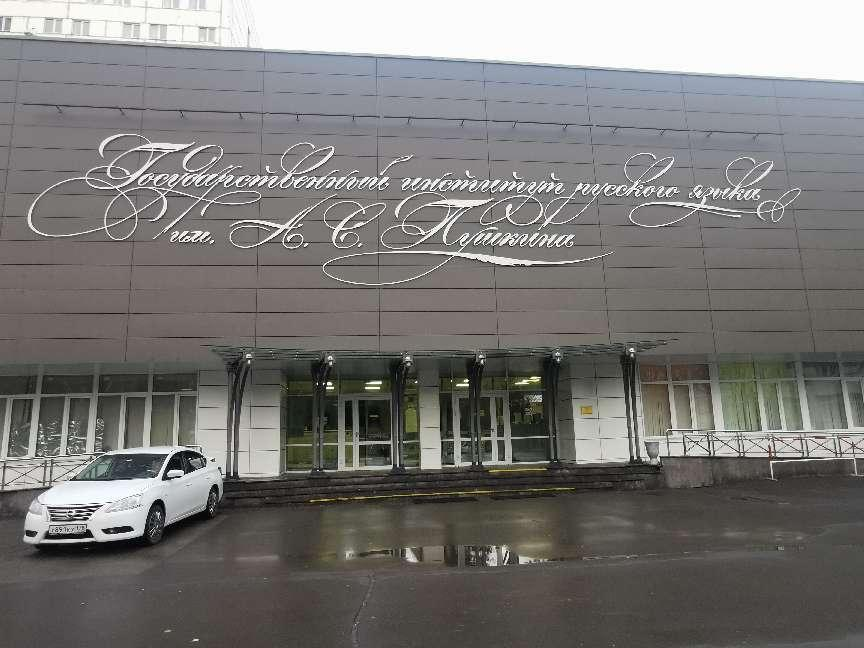 Государственный институт русского языка
им. А. С. Пушкина